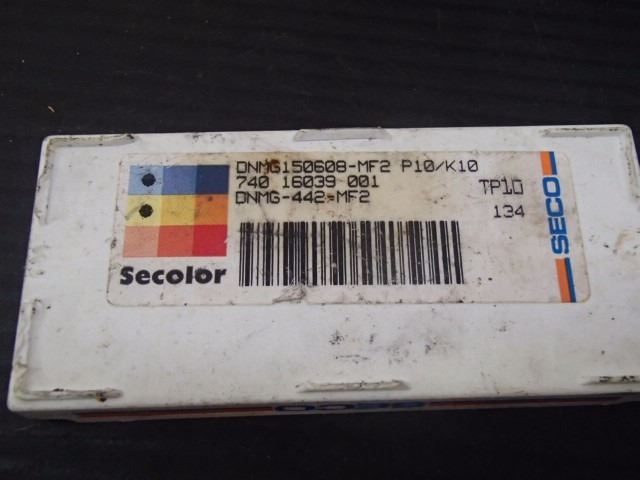 DNMG150608-MF2 P10/K10
740 16039 001
DNMG-442-MF2
TP10
134
SECO
Secolor